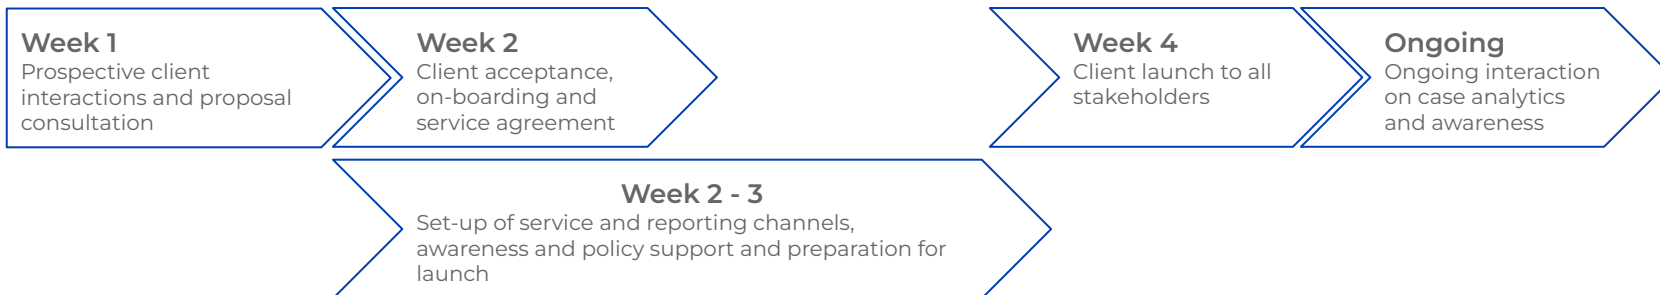 Week 1
Prospective client
interactions and proposal
consultation
Week 2
Client acceptance,
on-boarding and
service agreement
Week 2 - 3
Set-up of service and reporting channels,
awareness and policy support and preparation for
launch
Week 4
Client launch to all
stakeholders
Ongoing
Ongoing interaction
on case analytics
and awareness